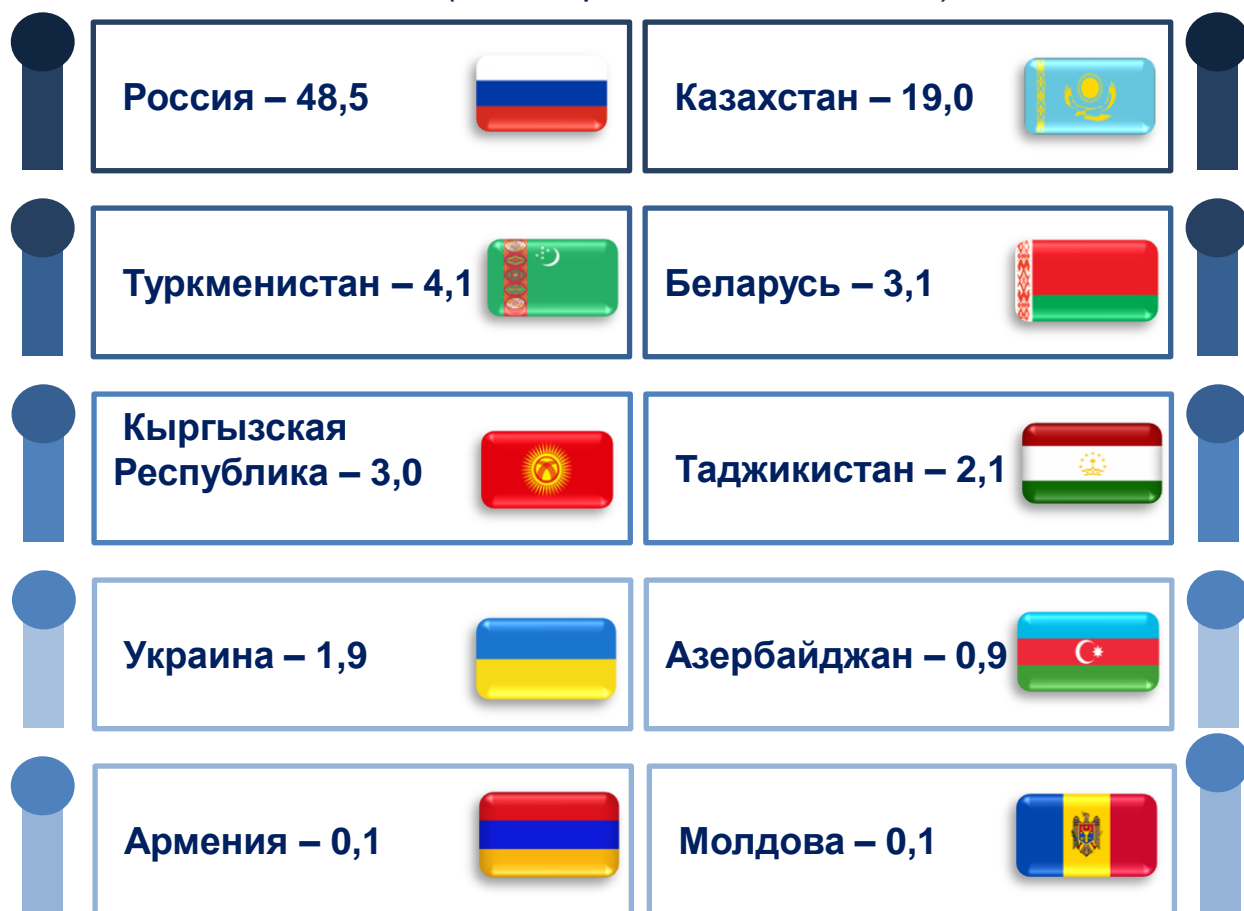 Россия – 48,5
Казахстан – 19,0
Туркменистан – 4,1
Беларусь – 3,1
Кыргызская
Республика – 3,0
Таджикистан – 2,1
Украина – 1,9
Азербайджан – 0,9
Армения – 0,1
Молдова – 0,1